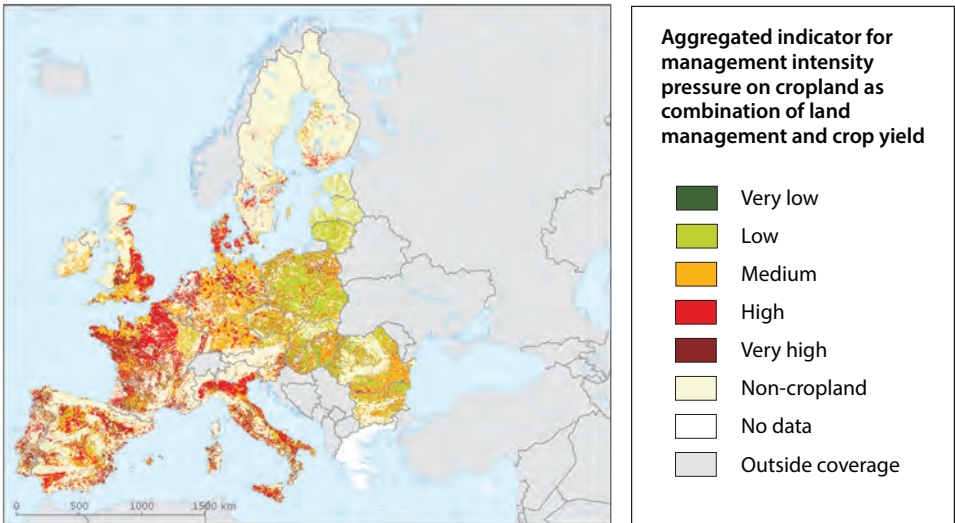 Aggregated indicator for
management intensity
pressure on cropland as
combination of land
management and crop yield
Very low
Low
Medium
High
Very high
Non-cropland
No data
Outside coverage
0 500 1000 1500 km